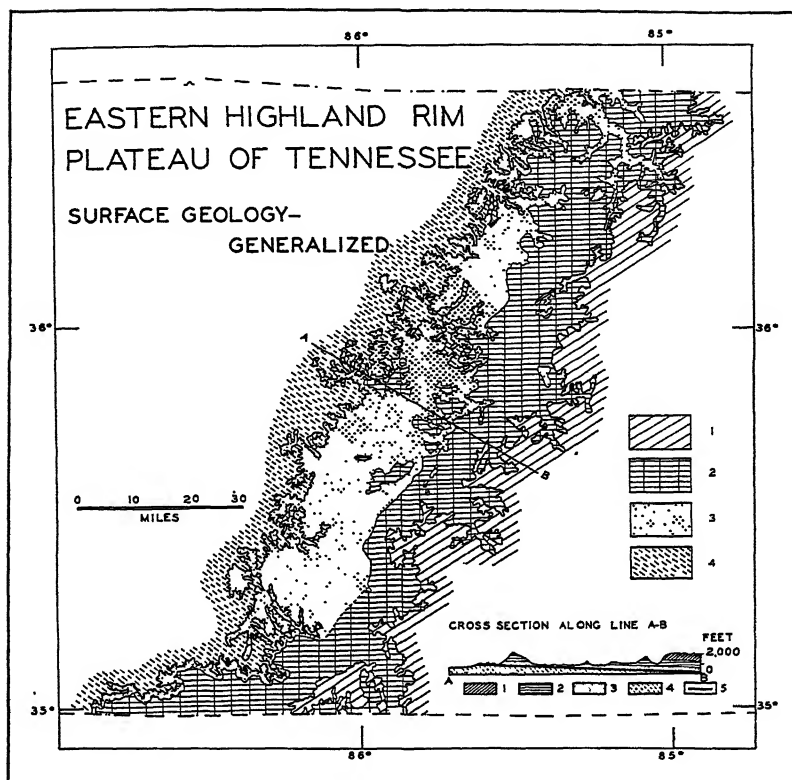 86° 85°
EASTERN HIGHLAND RIM
PLATEAU OF TENNESSEE
SURFACE GEOLOGY—
GENERALIZED
A
36° 36°
B
1
2
3
4
0 10 20 30
MILES
CROSS SECTION ALONG LINE A-B
FEET
2,000
0
A B
1 2 3 4 5
35° 35°
86° 85°